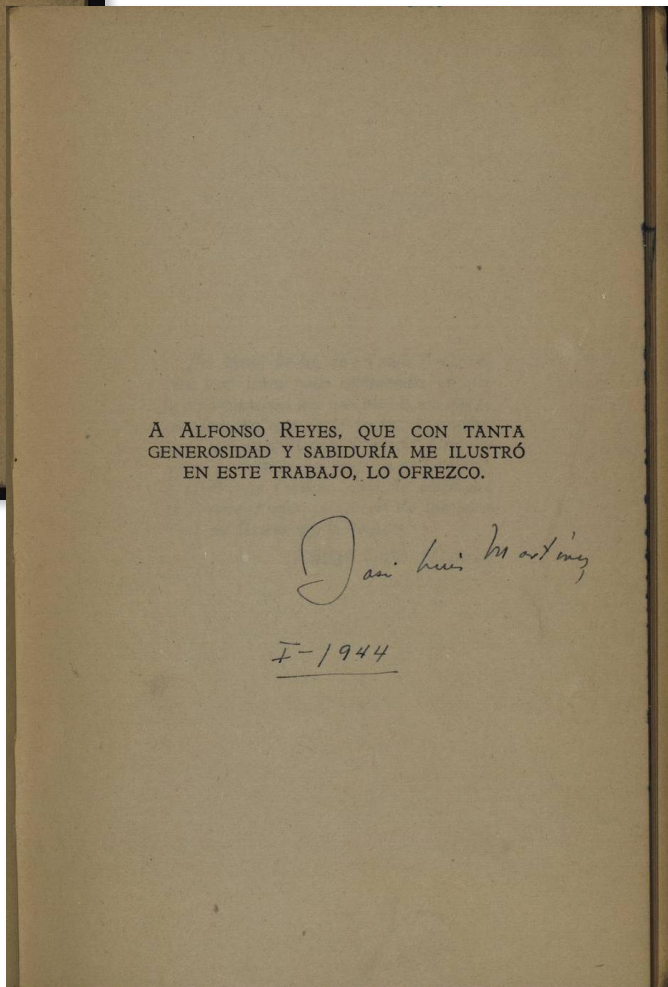 A ALFONSO REYES, QUE CON TANTA
GENEROSIDAD Y SABIDURÍA ME ILUSTRÓ
EN ESTE TRABAJO, LO OFREZCO.
José Luis Martínez
I-1944